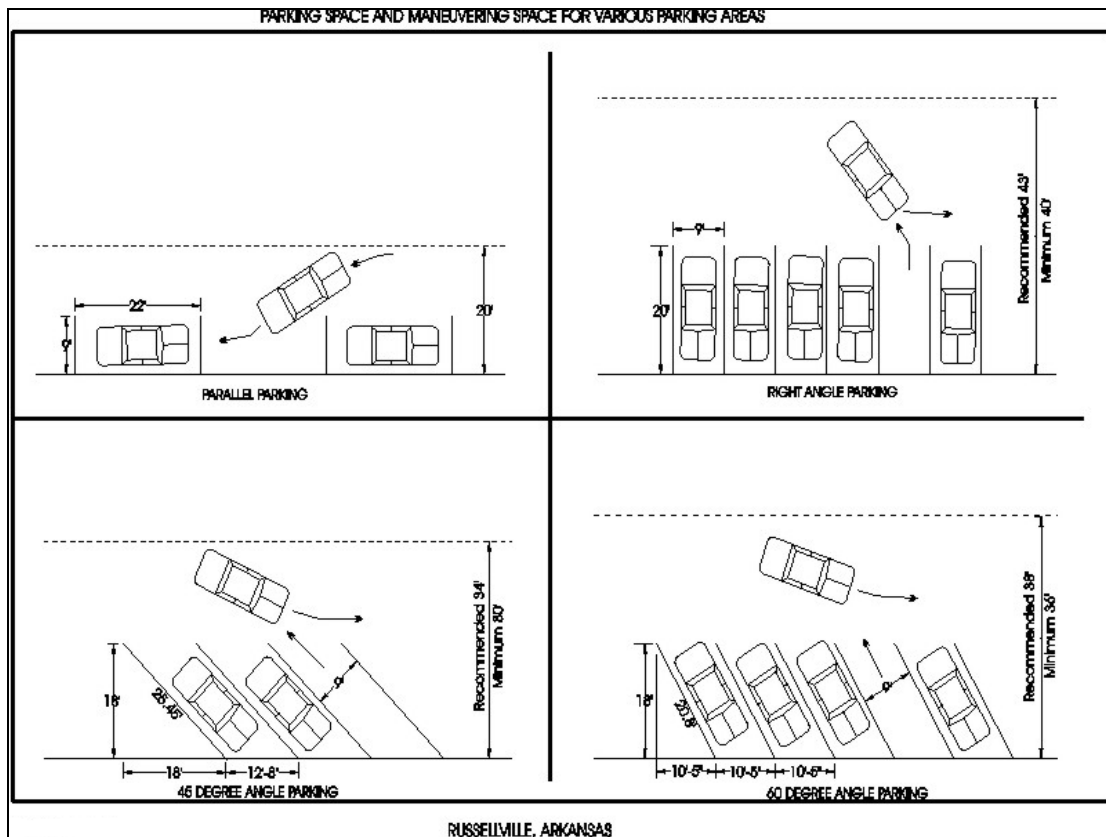 PARKING SPACE AND MANEUVERING SPACE FOR VARIOUS PARKING AREAS
22'
9'
20'
PARALLEL PARKING
9'
20'
Recommended 43'
Minimum 40'
RIGHT ANGLE PARKING
18'
25.45'
9'
18'
12'-8'
Recommended 34'
Minimum 30'
45 DEGREE ANGLE PARKING
18'
20.8'
9'
10'-5"
10'-5"
10'-5"
Recommended 38'
Minimum 36'
60 DEGREE ANGLE PARKING
RUSSELLVILLE, ARKANSAS